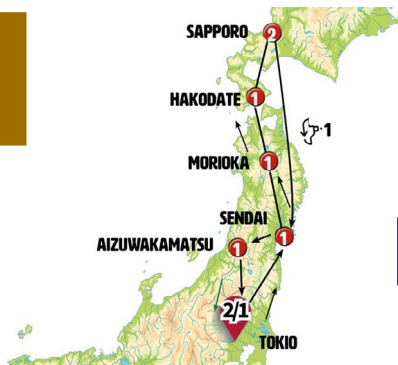 SAPPORO
2
HAKODATE
1
1
MORIOKA
1
SENDAI
1
AIZUWAKAMATSU
1
2/1
TOKIO